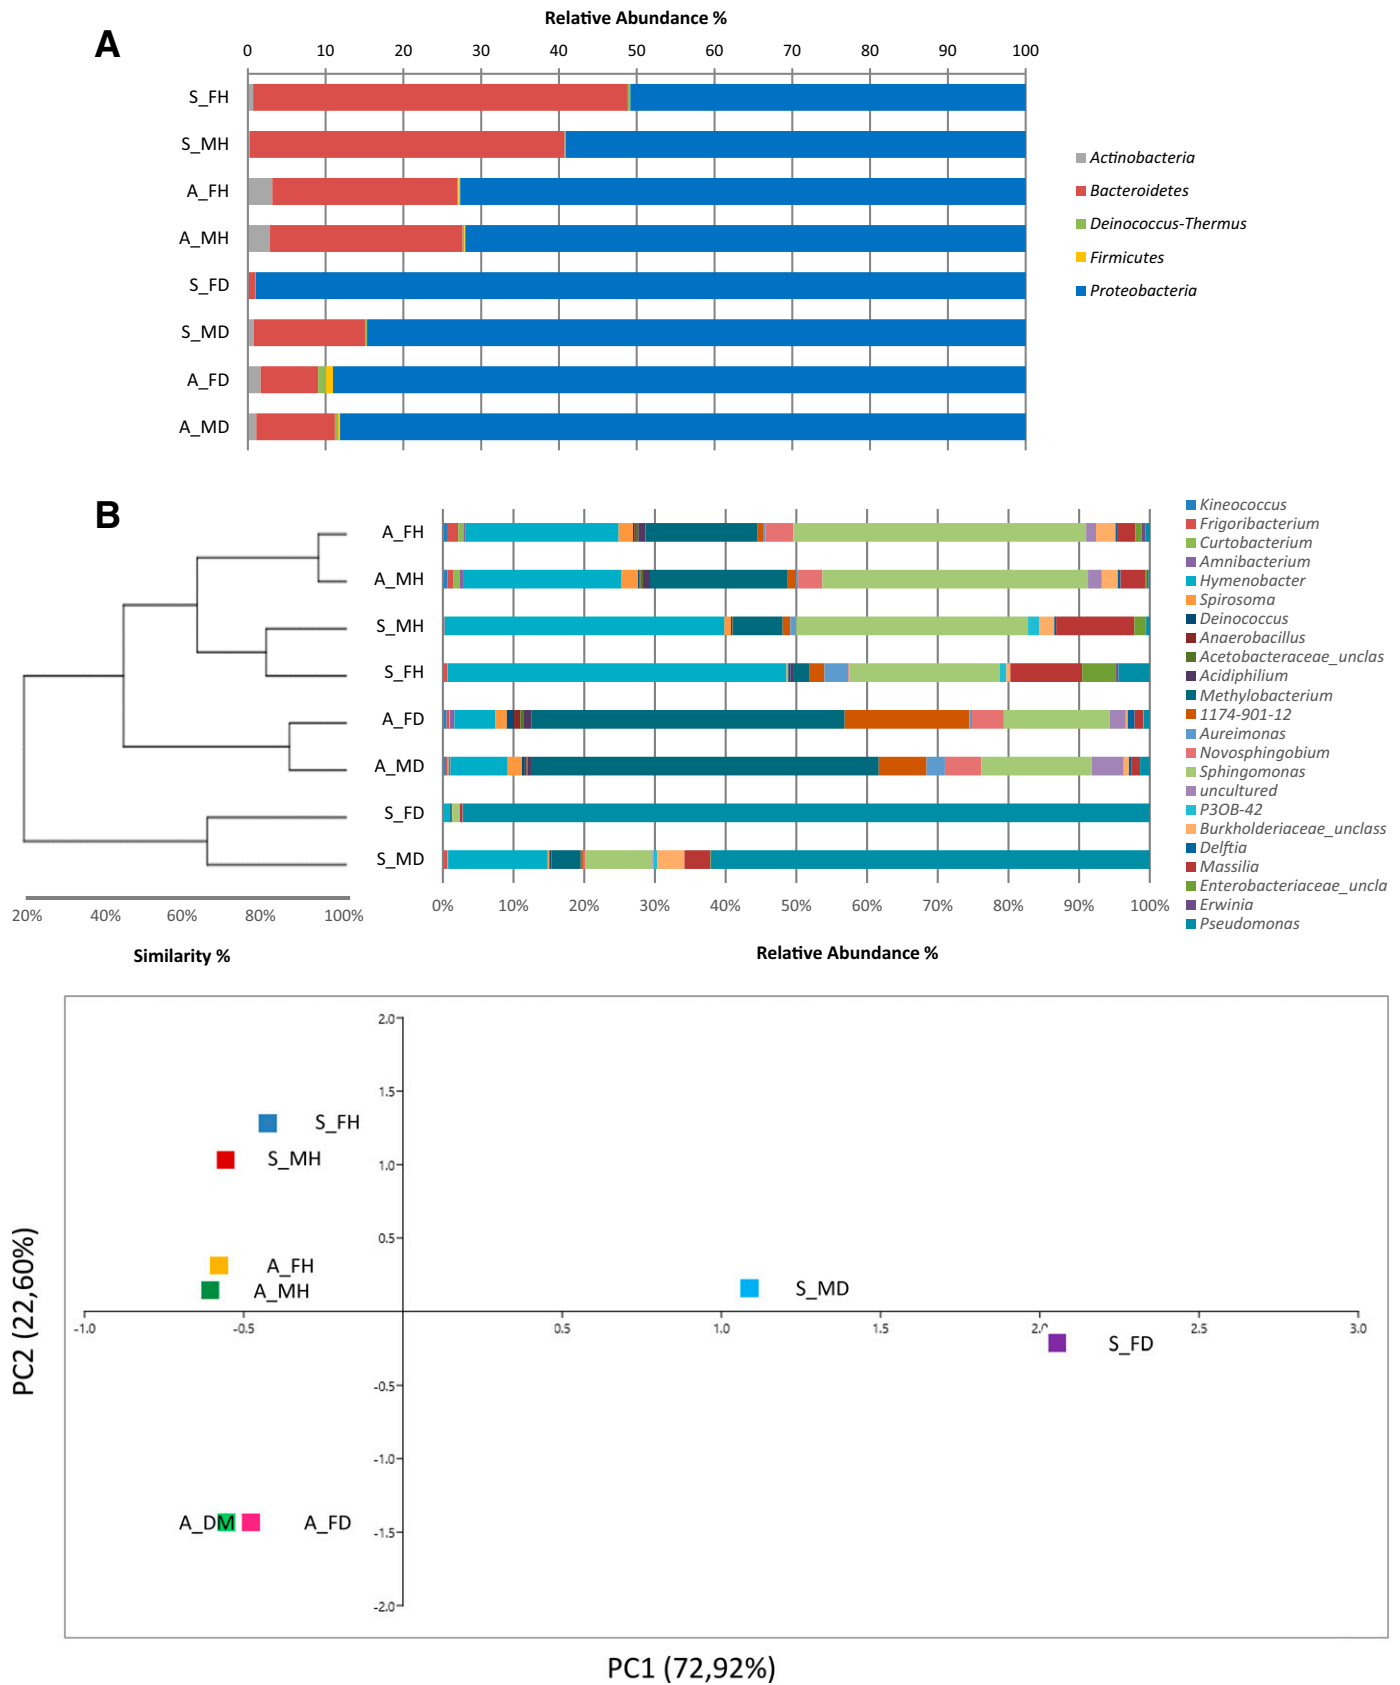 Relative Abundance %
A
0 10 20 30 40 50 60 70 80 90 100
S_FH
S_MH
A_FH
A_MH
S_FD
S_MD
A_FD
A_MD
Actinobacteria
Bacteroidetes
Deinococcus-Thermus
Firmicutes
Proteobacteria
B
A_FH
A_MH
S_MH
S_FH
A_FD
A_MD
S_FD
S_MD
20% 40% 60% 80% 100%
Similarity %
0% 10% 20% 30% 40% 50% 60% 70% 80% 90% 100%
Relative Abundance %
Kineococcus
Frigoribacterium
Curtobacterium
Amnibacterium
Hymenobacter
Spirosoma
Deinococcus
Anaerobacillus
Acetobacteraceae_unclas
Acidiphilium
Methylobacterium
1174-901-12
Aureimonas
Novosphingobium
Sphingomonas
uncultured
P3OB-42
Burkholderiaceae_unclass
Delftia
Massilia
Enterobacteriaceae_uncla
Erwinia
Pseudomonas
2.0
1.5
1.0
0.5
-0.5
-1.0
-1.5
-2.0
-1.0 -0.5 0.5 1.0 1.5 2.0 2.5 3.0
S_FH
S_MH
A_FH
A_MH
S_MD
S_FD
A_DM
A_FD
PC2 (22,60%)
PC1 (72,92%)